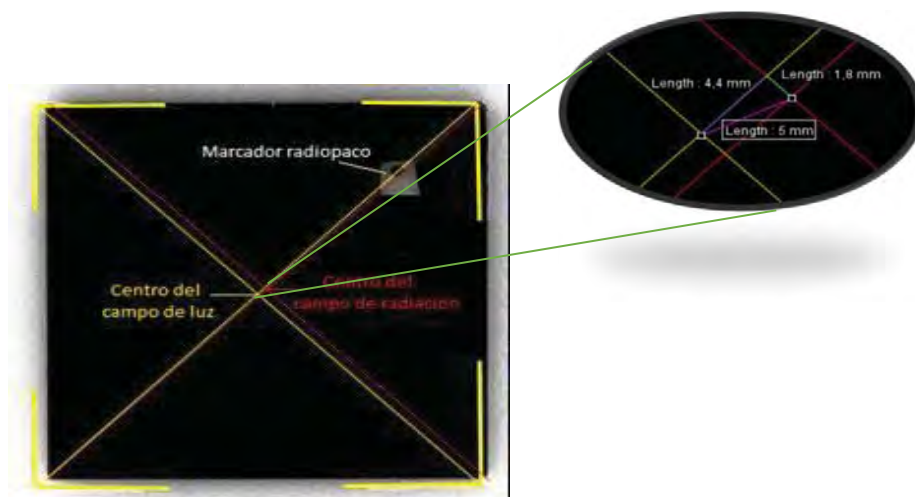 Length : 4,4 mm
Length : 1,8 mm
Length : 5 mm
Marcador radiopaco
Centro del
campo de luz
Centro del
campo de radiación